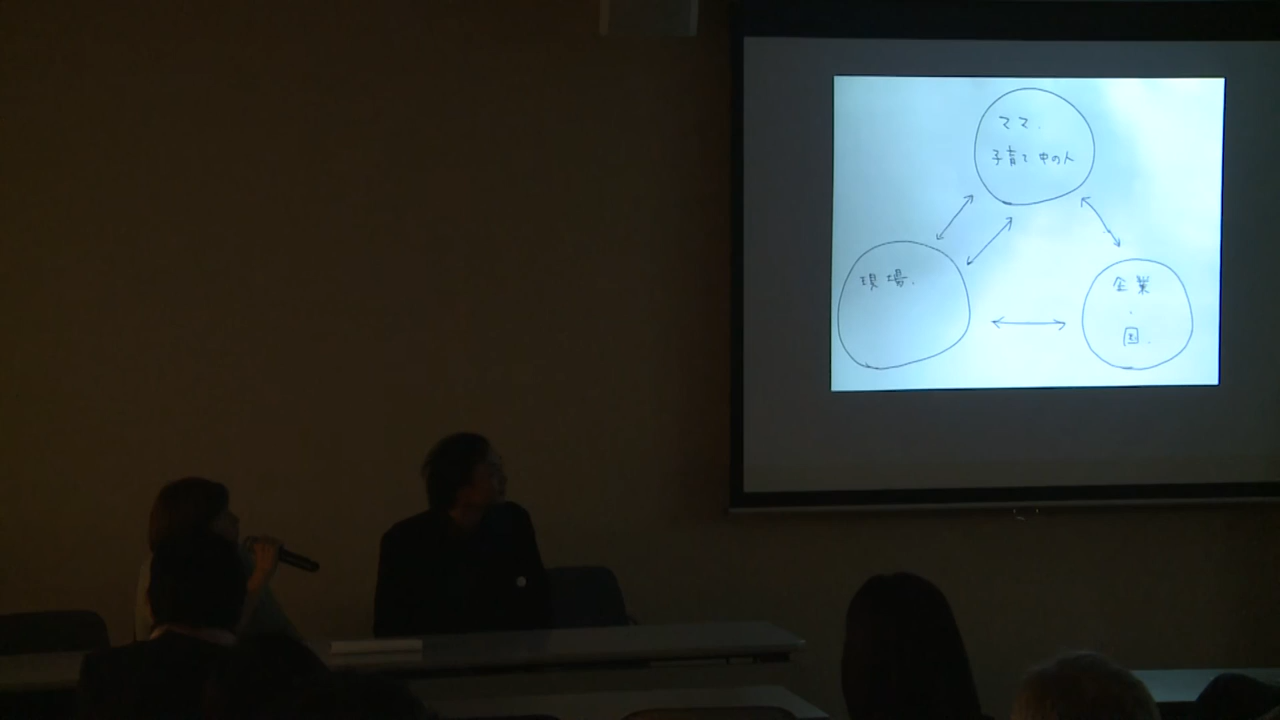 ママ.
子育て中の人
現場.
企業
・
国.